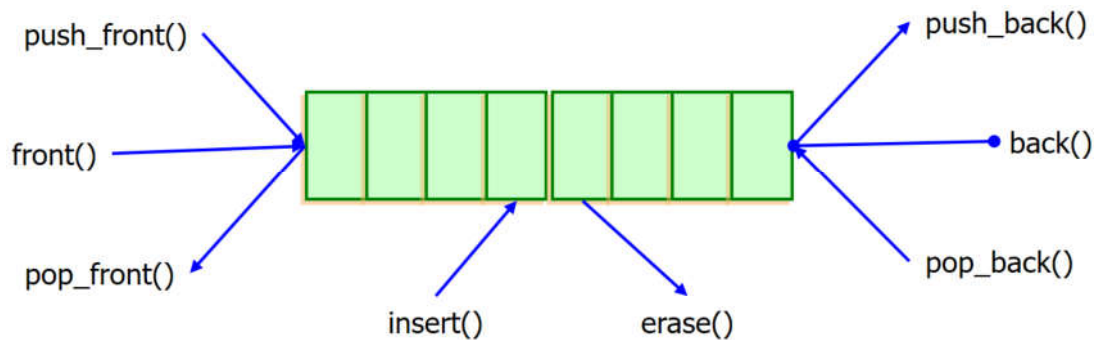 push_front()
push_back()
front()
back()
pop_front()
pop_back()
insert()
erase()